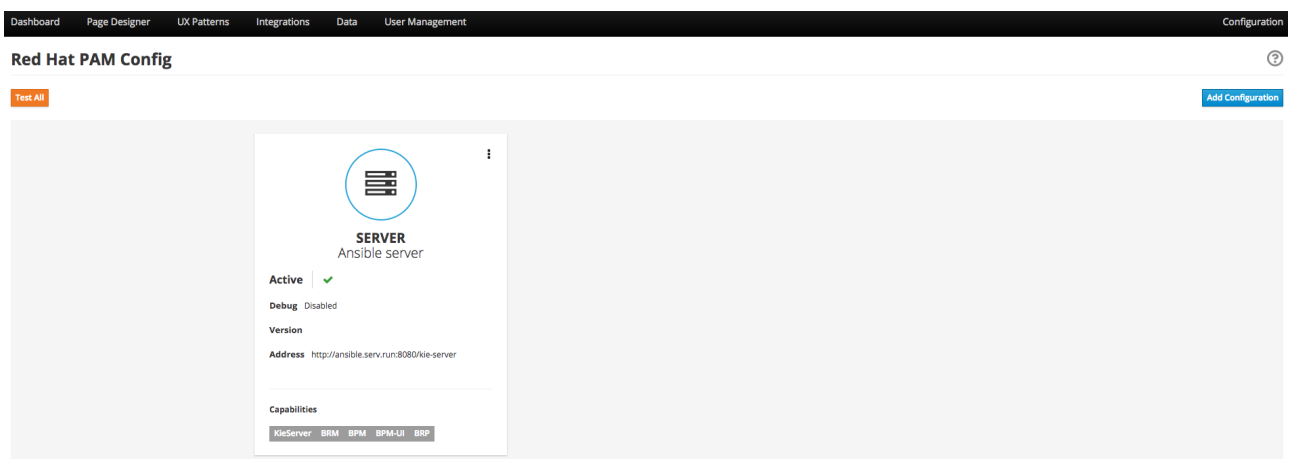 Dashboard Page Designer UX Patterns Integrations Data User Management Configuration
Red Hat PAM Config
Test All Add Configuration
SERVER
Ansible server
Active
Debug Disabled
Version
Address http://ansible.serv.run:8080/kie-server
Capabilities
KieServer BRM BPM BPM-UI BRP